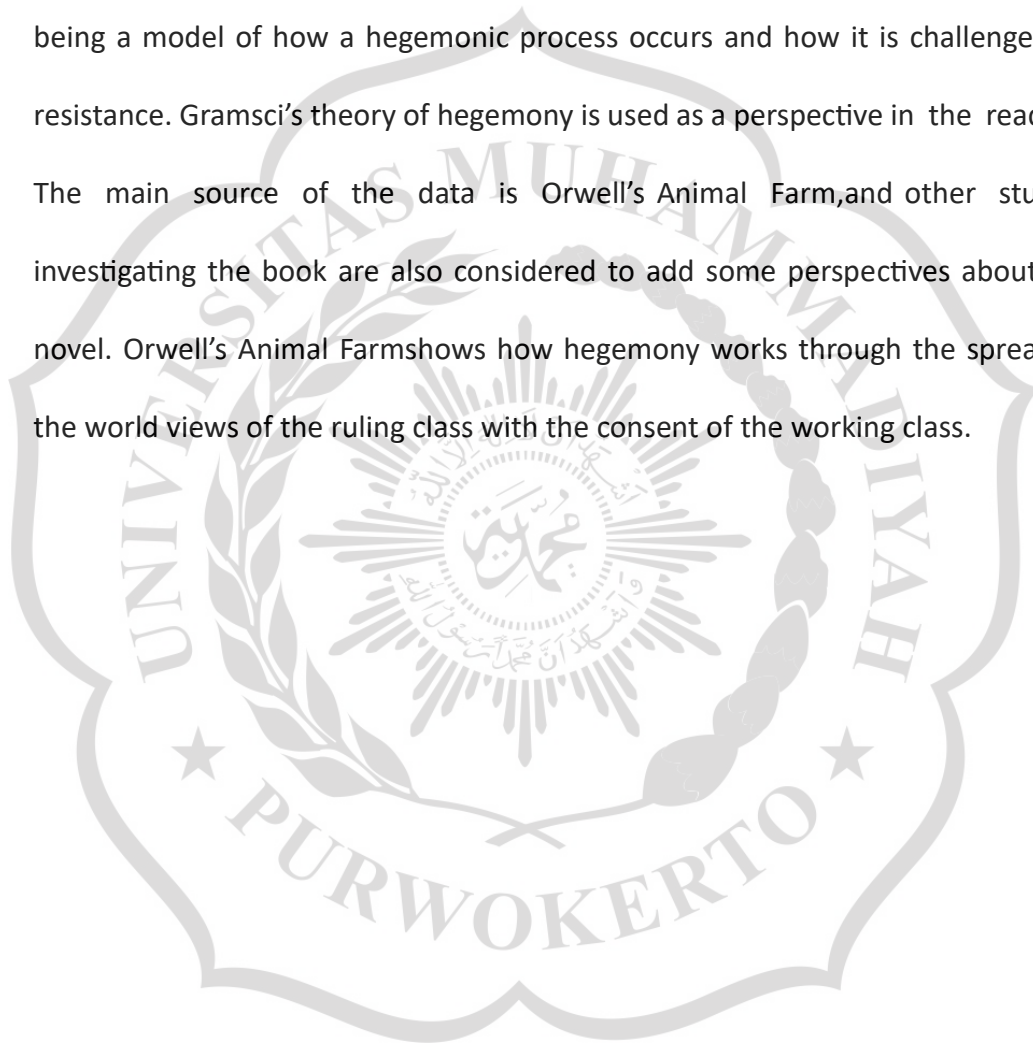 being a model of how a hegemonic process occurs and how it is challenge
resistance. Gramsci's theory of hegemony is used as a perspective in the read
The main source of the data is Orwell's Animal Farm,and other stu
investigating the book are also considered to add some perspectives about
novel. Orwell's Animal Farmshows how hegemony works through the sprea
the world views of the ruling class with the consent of the working class.
UNIVERSITAS MUHAMMADIYAH
PURWOKERTO